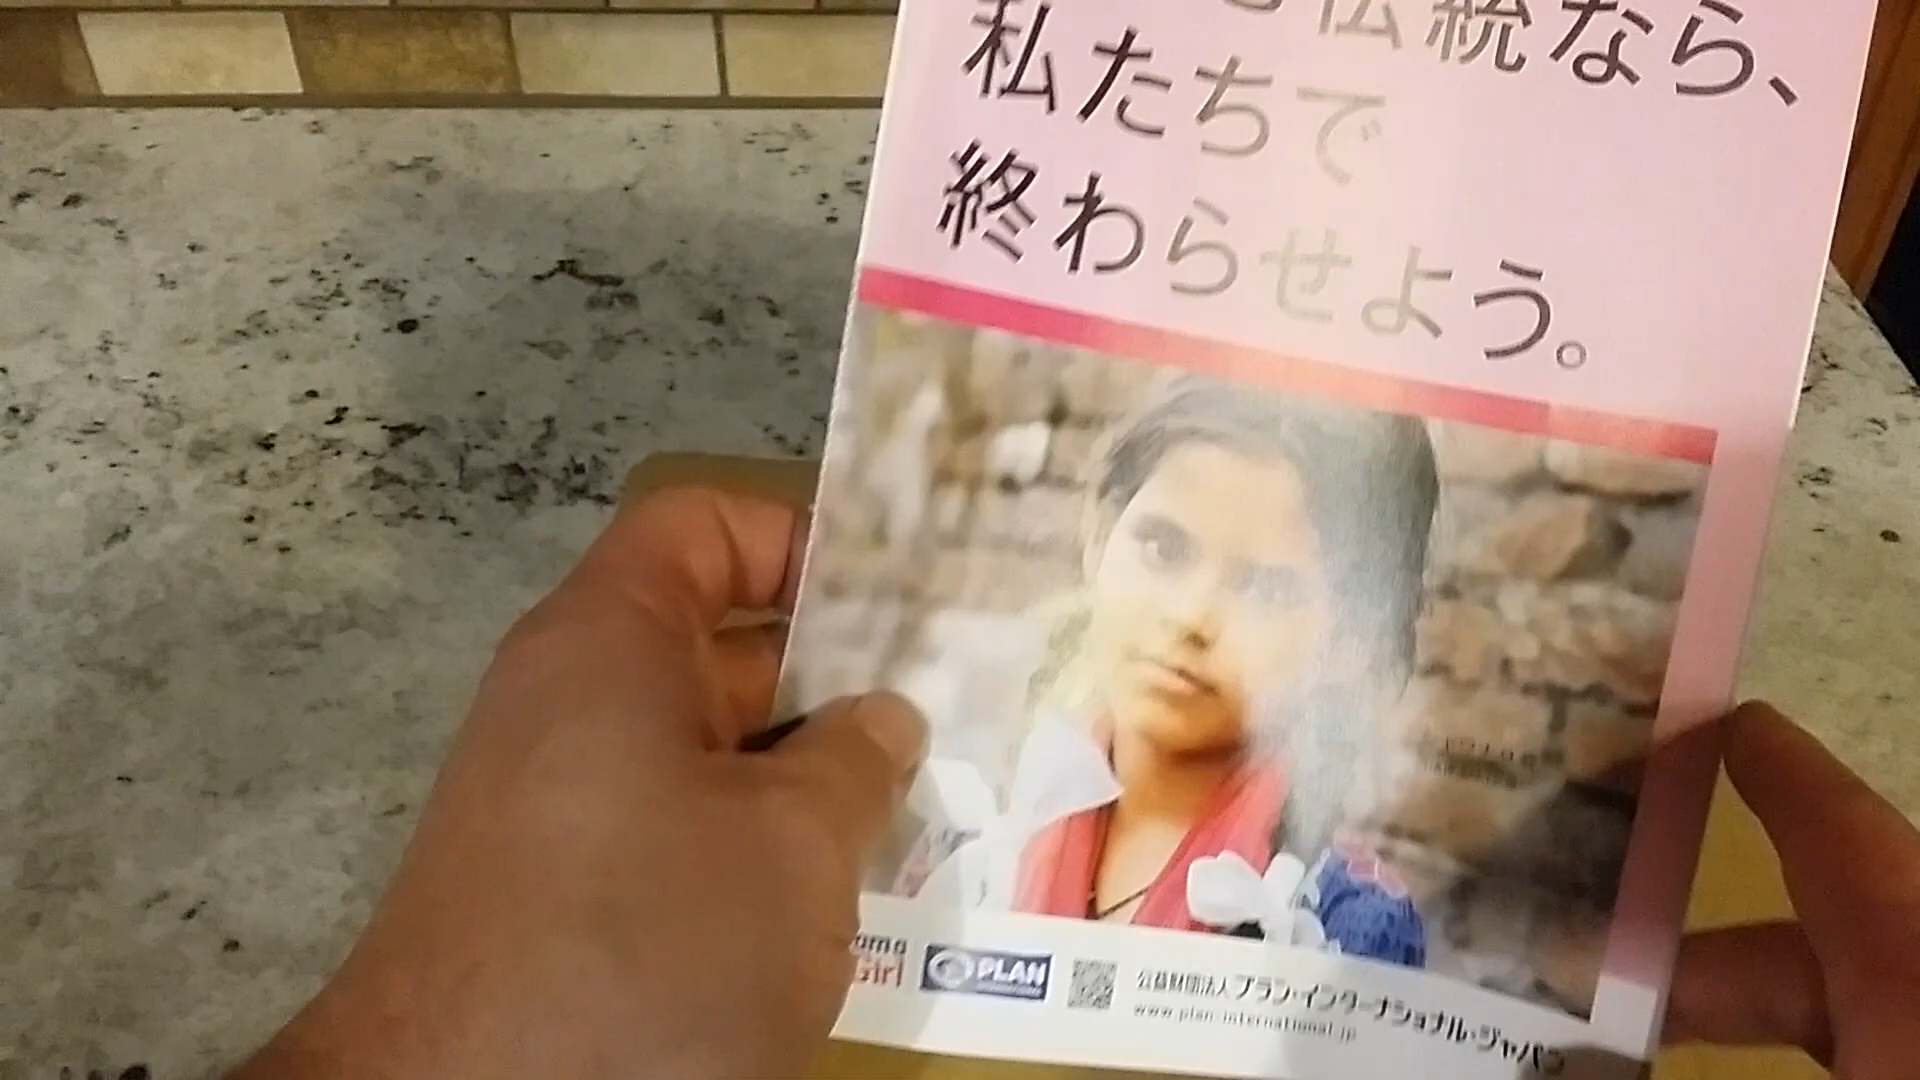 伝統なら、
私たちで
終わらせよう。
Girl
PLAN
公益財団法人 プラン・インターナショナル・ジャパン
www.plan-international.jp